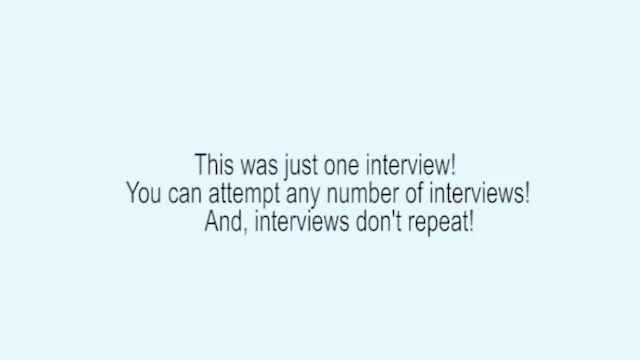 This was just one interview!
You can attempt any number of interviews!
And, interviews don't repeat!